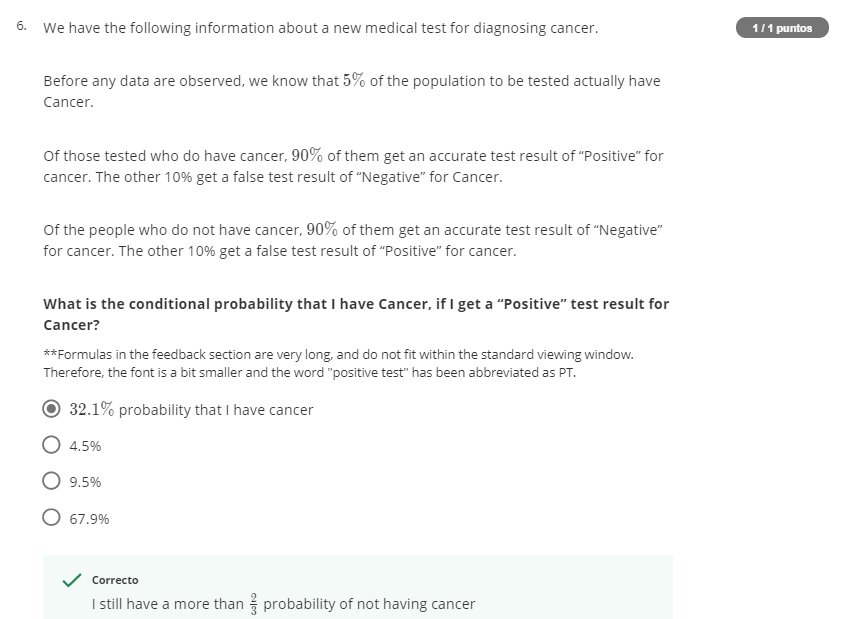 6. We have the following information about a new medical test for diagnosing cancer.
1 / 1 puntos
Before any data are observed, we know that 5% of the population to be tested actually have
Cancer.
Of those tested who do have cancer, 90% of them get an accurate test result of “Positive” for
cancer. The other 10% get a false test result of “Negative” for Cancer.
Of the people who do not have cancer, 90% of them get an accurate test result of “Negative”
for cancer. The other 10% get a false test result of “Positive” for cancer.
What is the conditional probability that I have Cancer, if I get a “Positive” test result for
Cancer?
**Formulas in the feedback section are very long, and do not fit within the standard viewing window.
Therefore, the font is a bit smaller and the word "positive test" has been abbreviated as PT.
32.1% probability that I have cancer
4.5%
9.5%
67.9%
Correcto
I still have a more than 2/3 probability of not having cancer